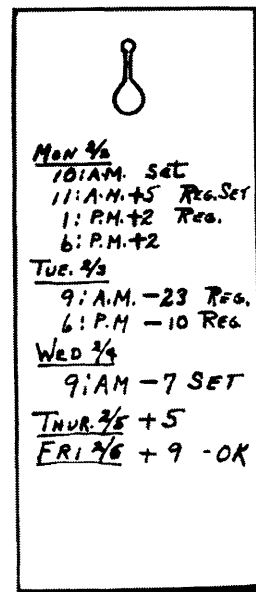 MON 2/2
10:A.M. Set
11:A.M.+5 REG.SET
1:P.M.+2 REG.
6:P.M.+2
TUE. 2/3
9:A.M. -23 REG.
6:P.M -10 REG.
WED 2/4
9:AM -7 SET
THUR. 2/5 +5
FRI 2/6 + 9 -OK